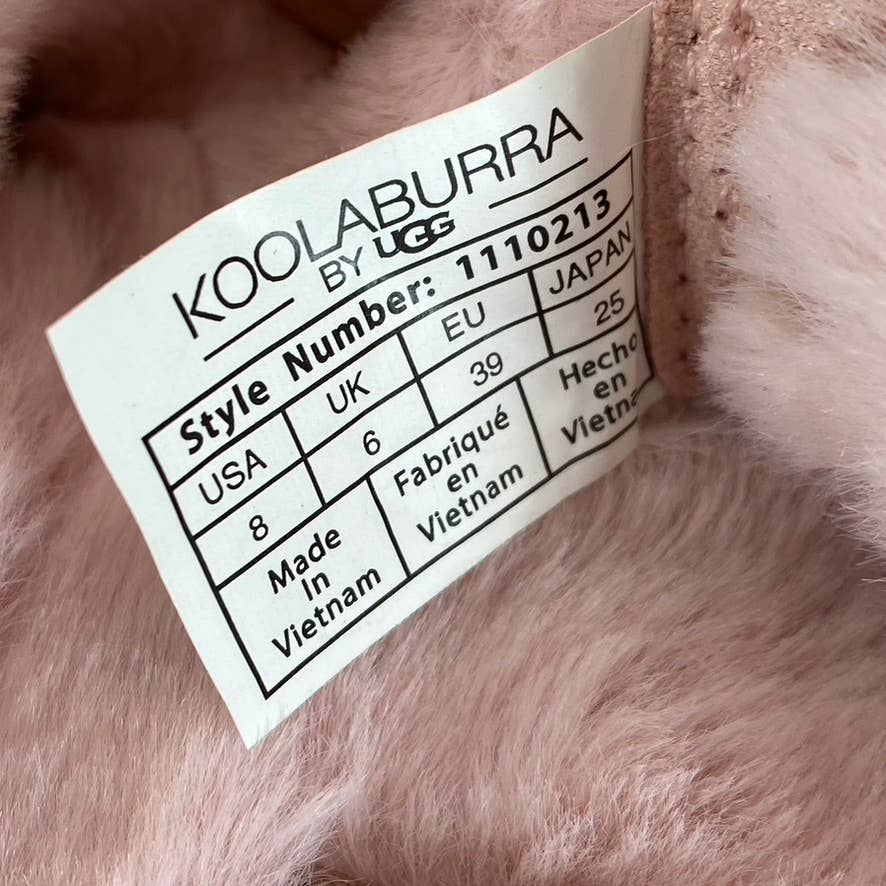 KOOLABURRA
BY UGG
Style Number: 1110213
USA UK EU JAPAN
8 6 39 25
Made
In
Vietnam
Fabriqué
en
Vietnam
Hecho
en